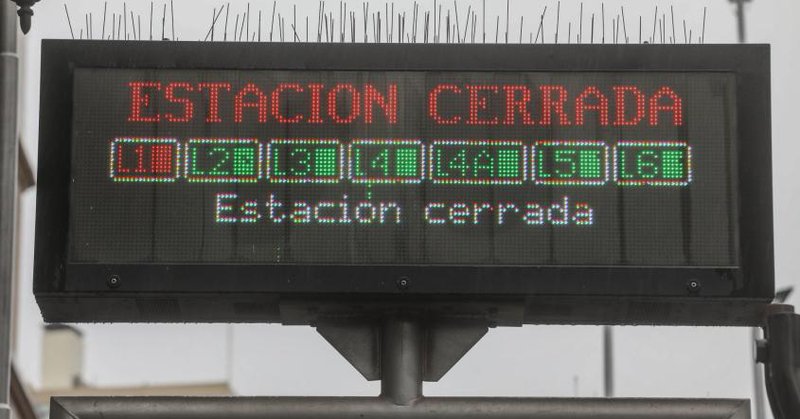 ESTACION CERRADA
L1 L2 L3 L4 L4A L5 L6
Estación cerrada